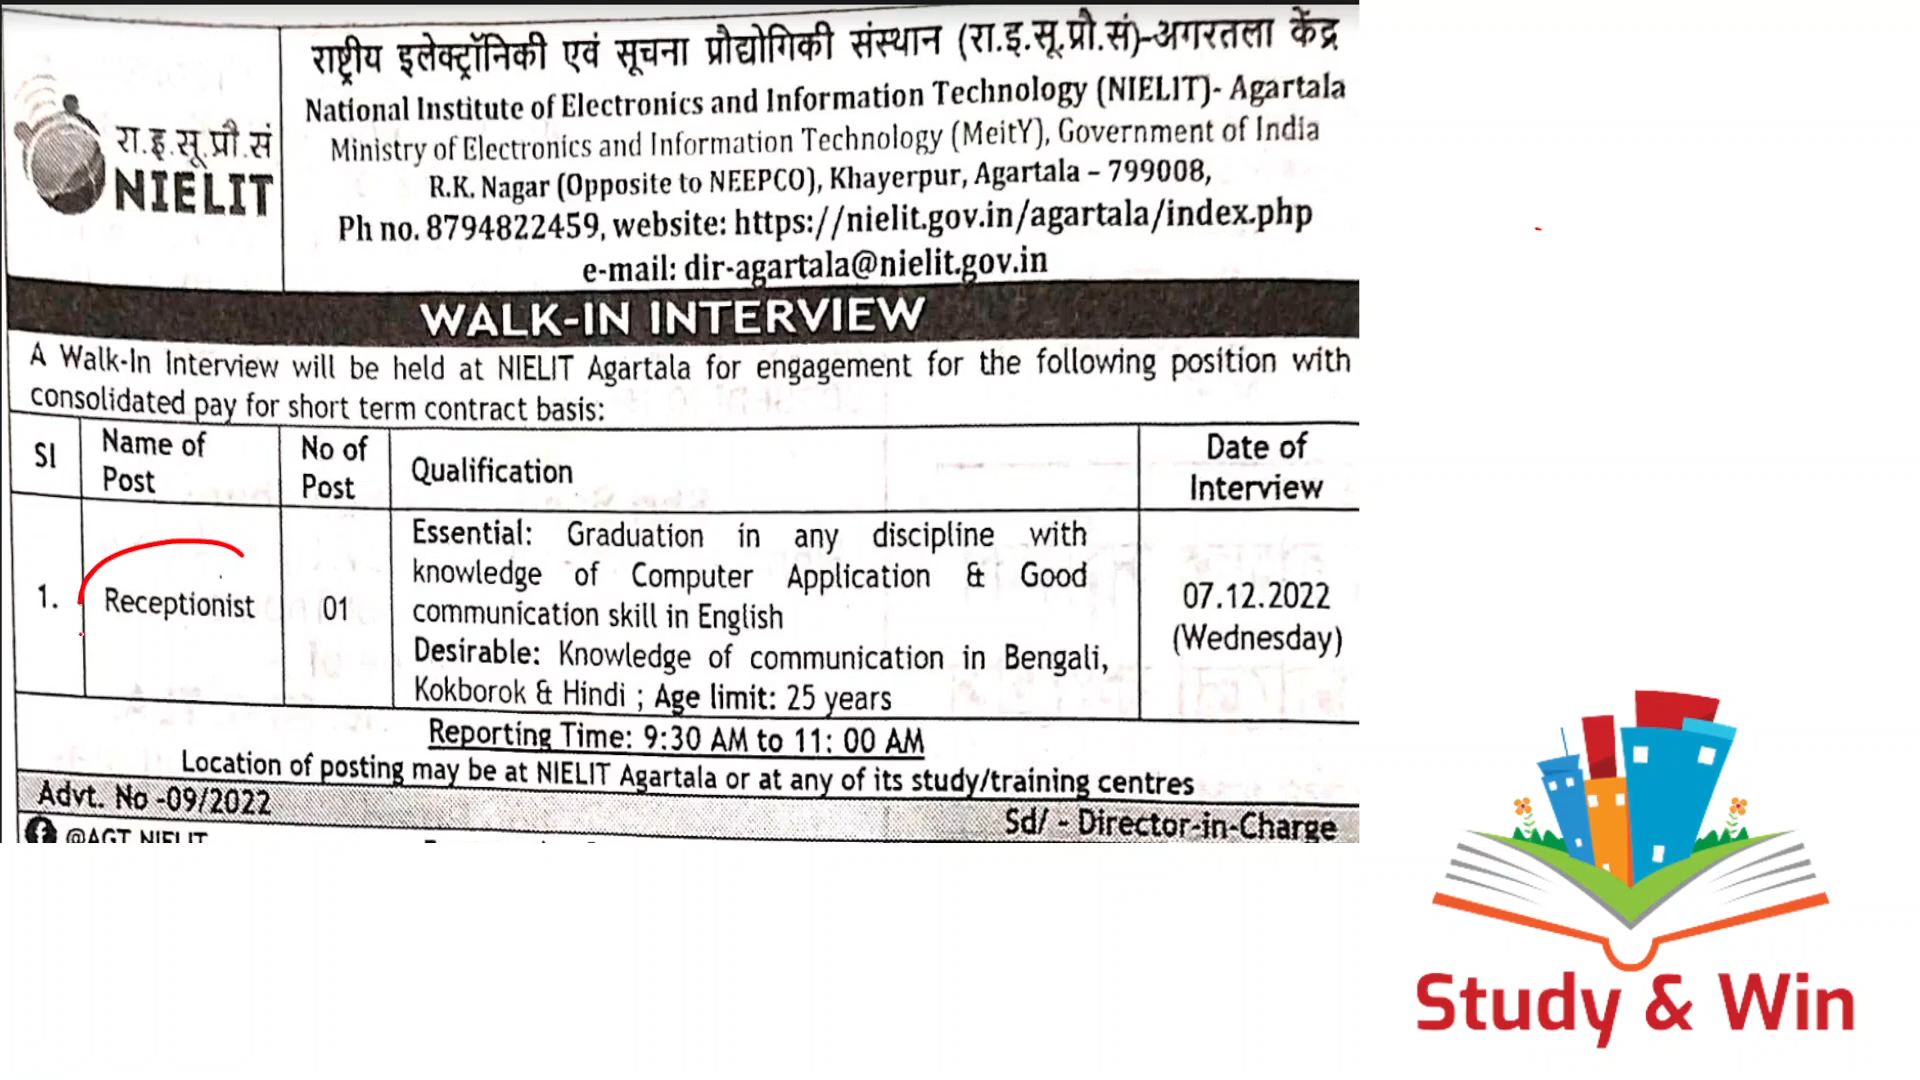 राष्ट्रीय इलेक्ट्रॉनिकी एवं सूचना प्रौद्योगिकी संस्थान (रा.इ.सू.प्रौ.सं)-अगरतला केंद्र
National Institute of Electronics and Information Technology (NIELIT)- Agartala
Ministry of Electronics and Information Technology (MeitY), Government of India
R.K. Nagar (Opposite to NEEPCO), Khayerpur, Agartala – 799008,
Ph no. 8794822459, website: https://nielit.gov.in/agartala/index.php
e-mail: dir-agartala@nielit.gov.in
रा.इ.सू.प्रौ.सं
NIELIT
WALK-IN INTERVIEW
A Walk-In Interview will be held at NIELIT Agartala for engagement for the following position with
consolidated pay for short term contract basis:
Sl
Name of
Post
No of
Post
Qualification
Date of
Interview
1.
Receptionist
01
Essential: Graduation in any discipline with
knowledge of Computer Application & Good
communication skill in English
Desirable: Knowledge of communication in Bengali,
Kokborok & Hindi ; Age limit: 25 years
07.12.2022
(Wednesday)
Reporting Time: 9:30 AM to 11: 00 AM
Location of posting may be at NIELIT Agartala or at any of its study/training centres
Advt. No -09/2022
Sd/ - Director-in-Charge
@AGT NIELIT
Study & Win